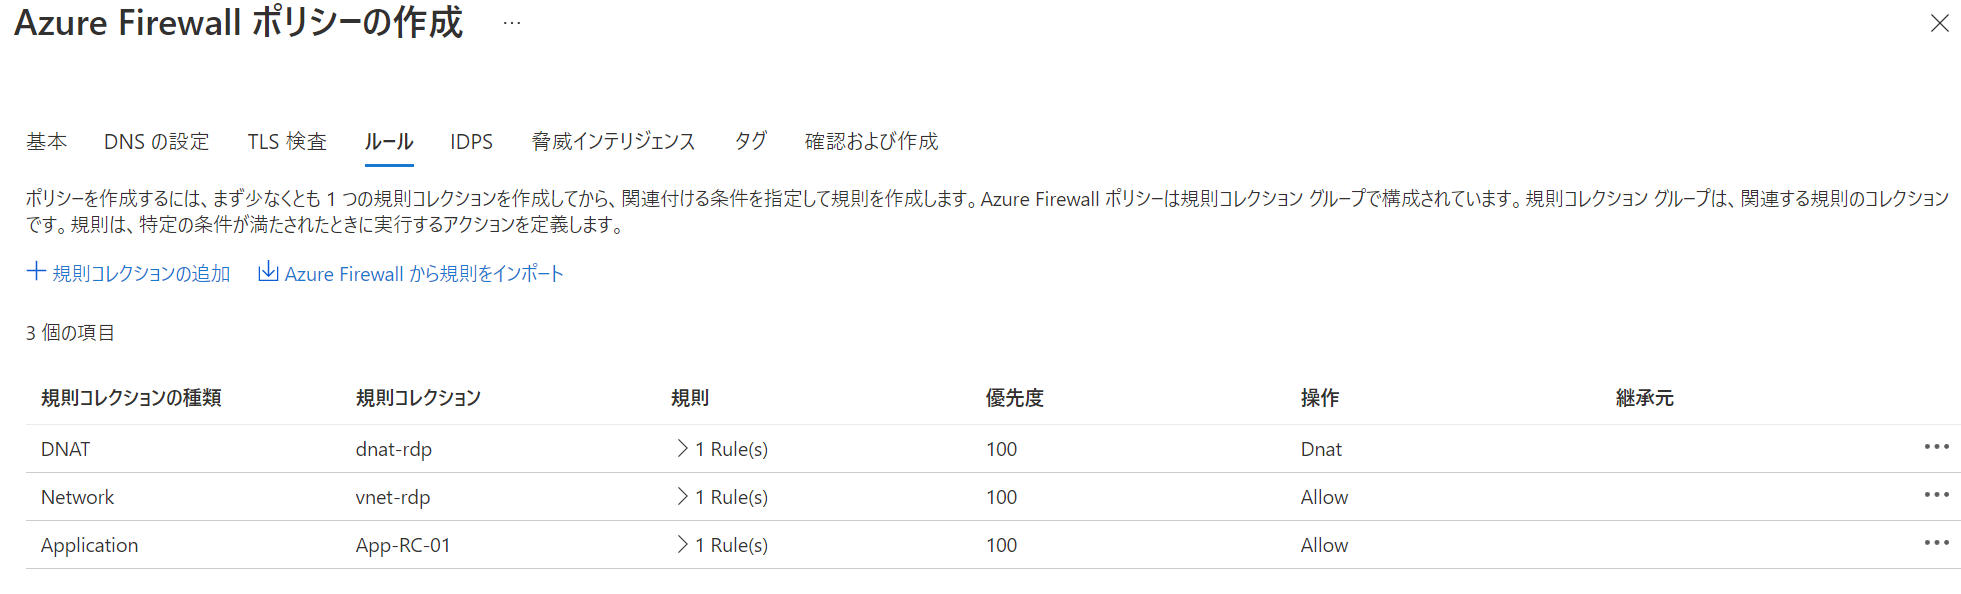 Azure Firewall ポリシーの作成 …
基本 DNS の設定 TLS 検査 ルール IDPS 脅威インテリジェンス タグ 確認および作成
ポリシーを作成するには、まず少なくとも 1 つの規則コレクションを作成してから、関連付ける条件を指定して規則を作成します。Azure Firewall ポリシーは規則コレクション グループで構成されています。規則コレクション グループは、関連する規則のコレクション
です。規則は、特定の条件が満たされたときに実行するアクションを定義します。
規則コレクションの追加 Azure Firewall から規則をインポート
3 個の項目
規則コレクションの種類 規則コレクション 規則 優先度 操作 継承元
DNAT dnat-rdp 1 Rule(s) 100 Dnat
Network vnet-rdp 1 Rule(s) 100 Allow
Application App-RC-01 1 Rule(s) 100 Allow